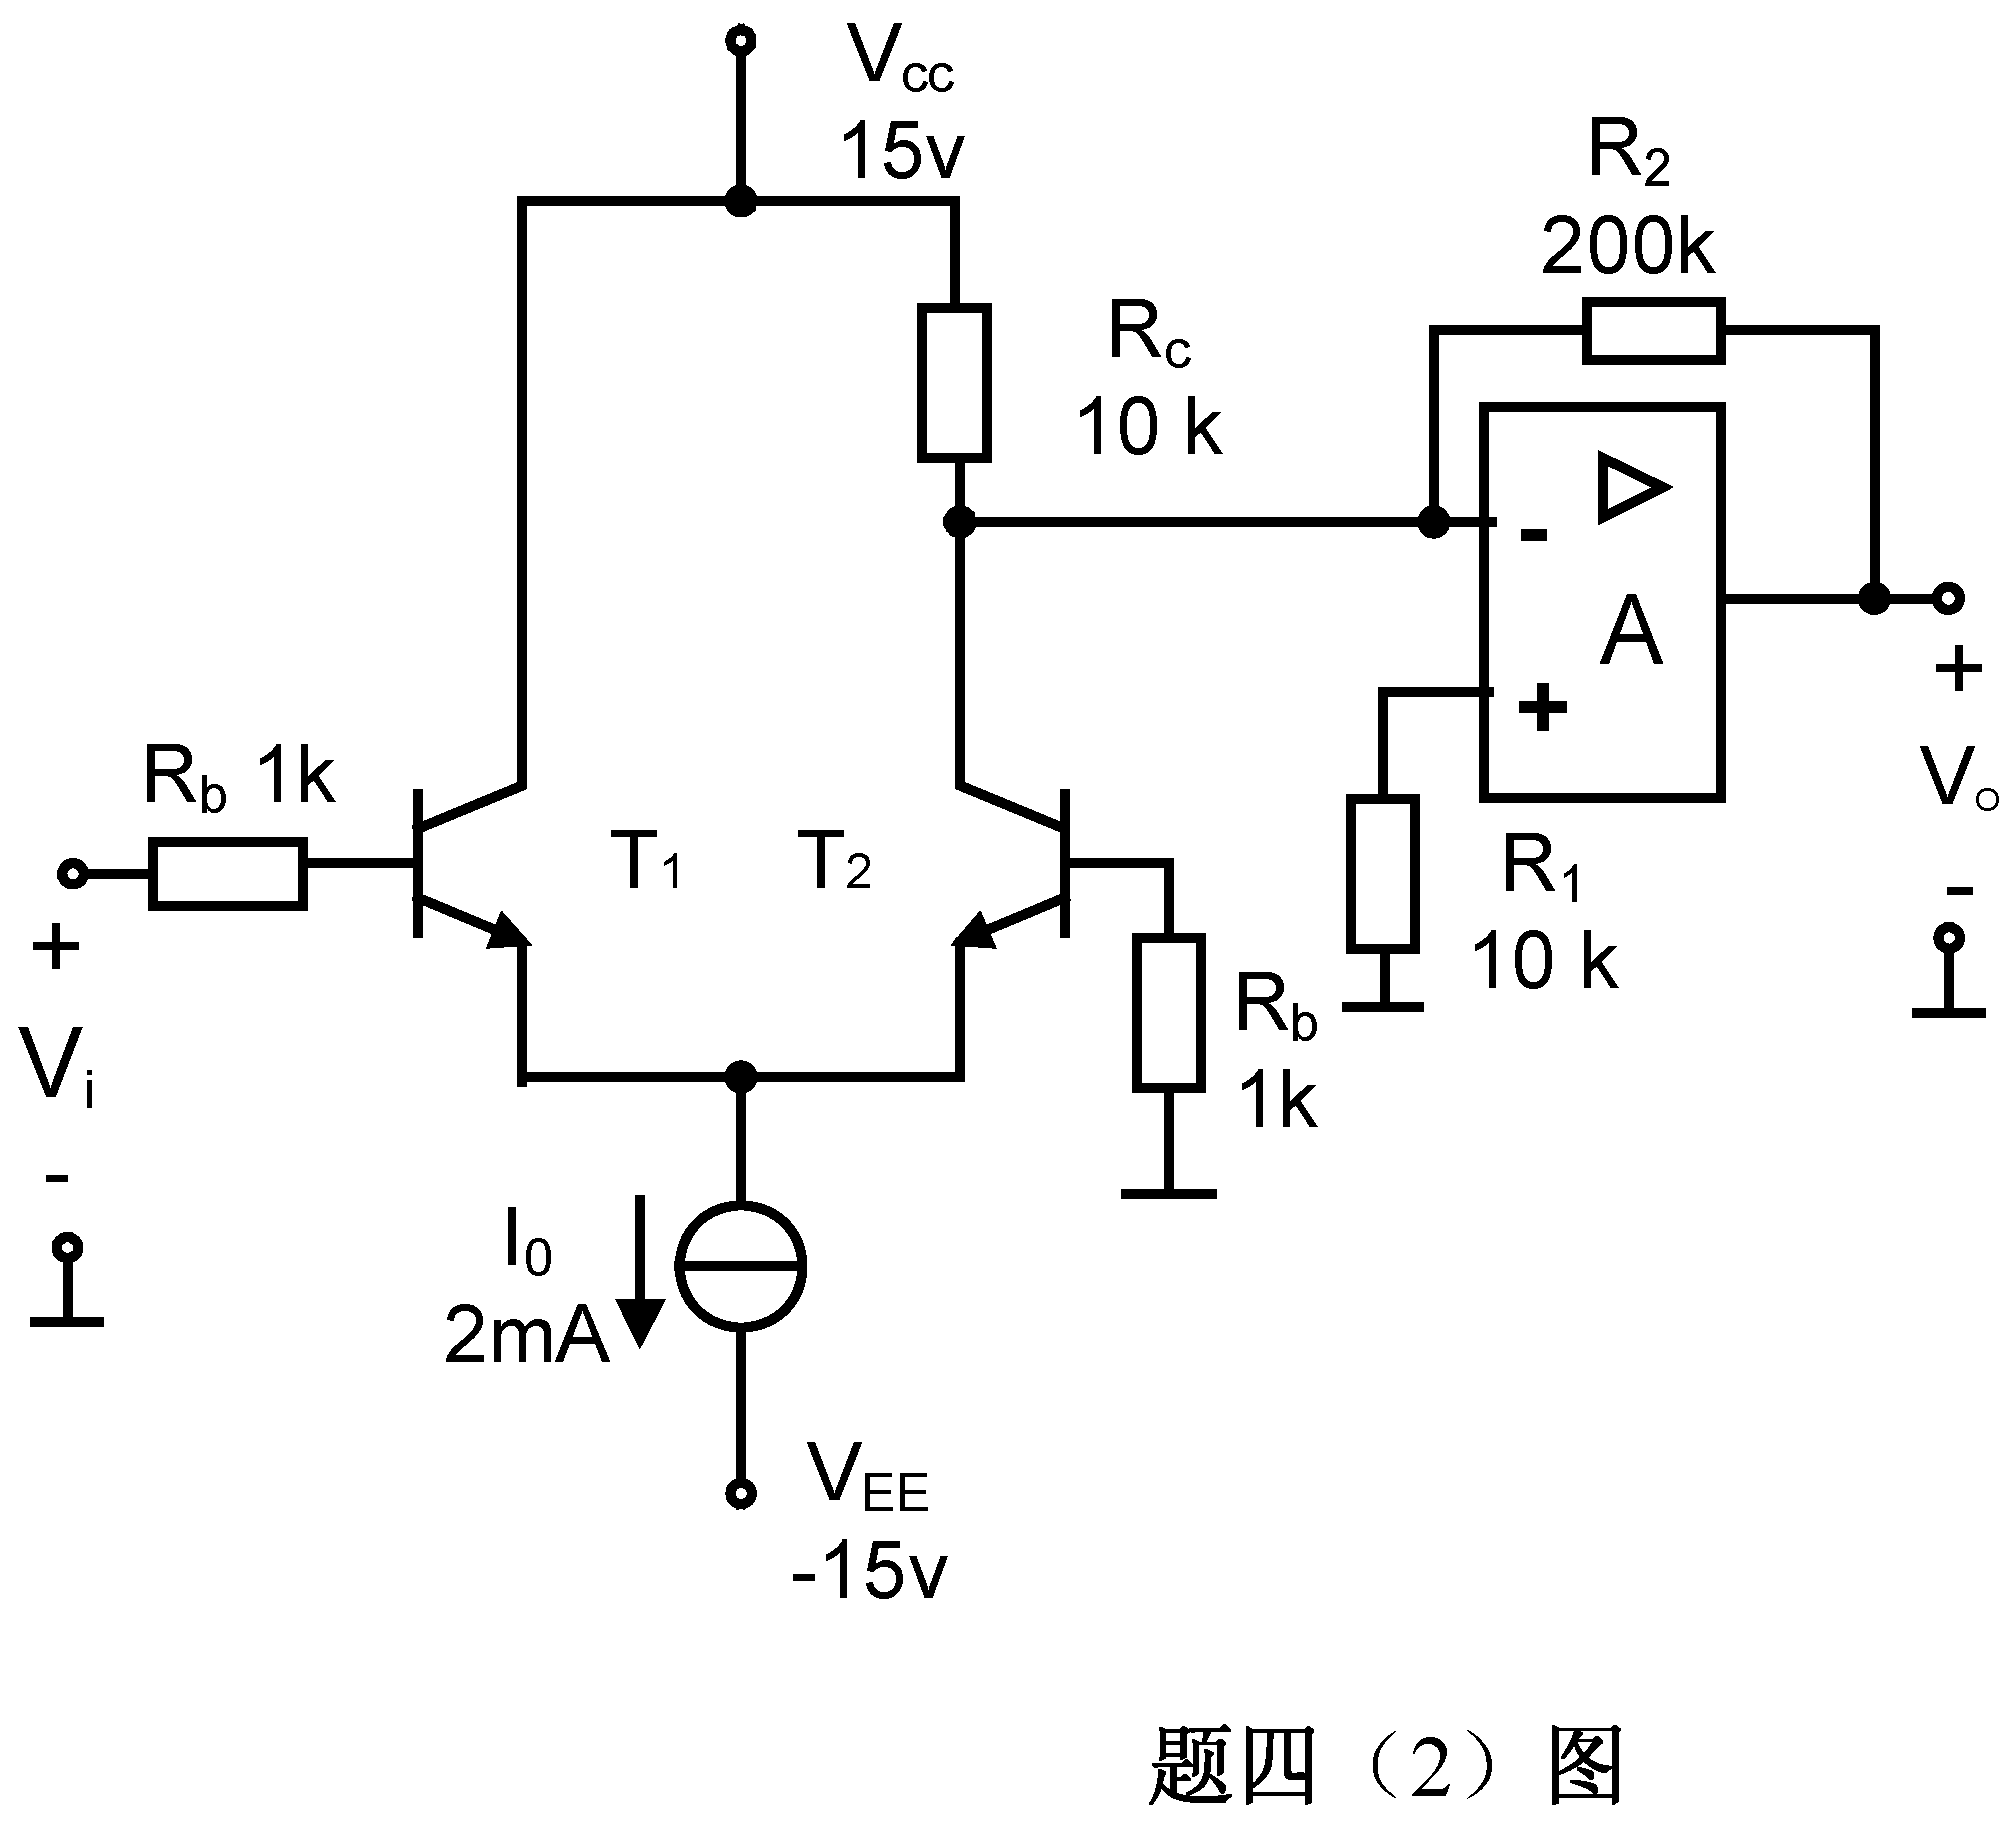 Vcc
15v
R2
200k
Rc
10 k
-
A
+
+
Vo
-
Rb 1k
T1
T2
R1
10 k
+
Vi
-
Rb
1k
I0
2mA
VEE
-15v
题四（2）图